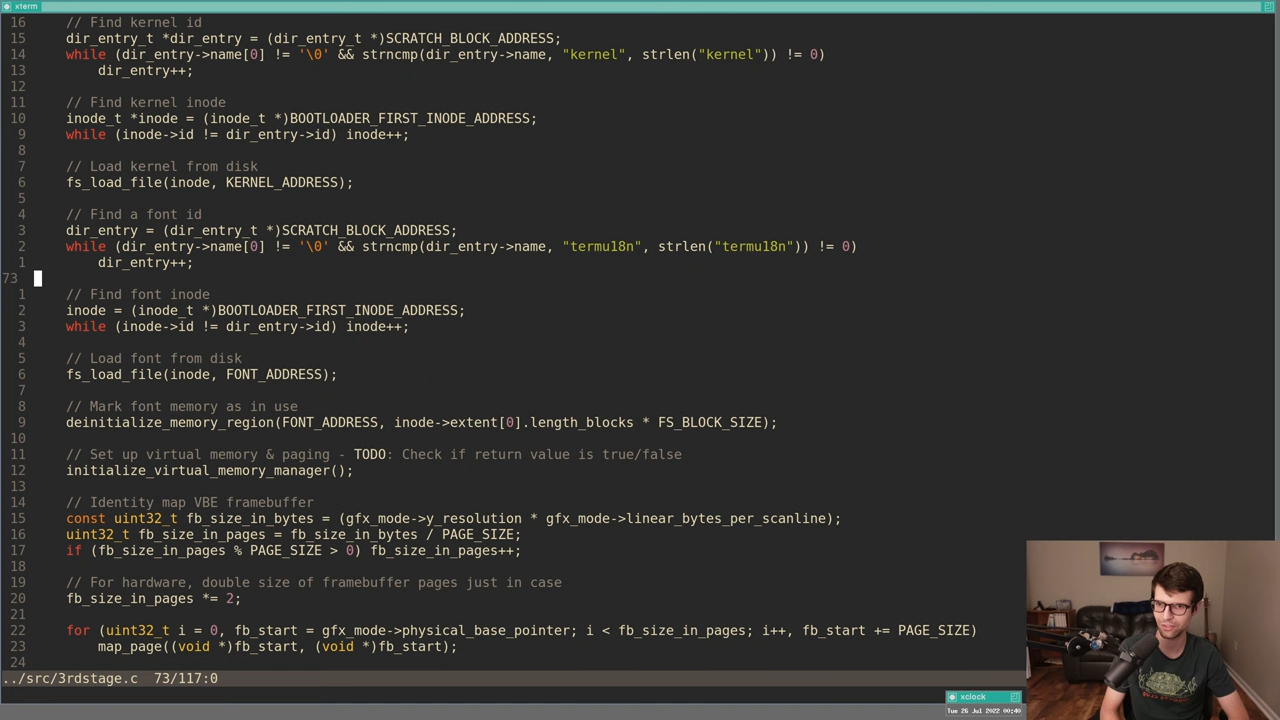 xterm
16    // Find kernel id
15    dir_entry_t *dir_entry = (dir_entry_t *)SCRATCH_BLOCK_ADDRESS;
14    while (dir_entry->name[0] != '\0' && strncmp(dir_entry->name, "kernel", strlen("kernel")) != 0)
13        dir_entry++;
12
11    // Find kernel inode
10    inode_t *inode = (inode_t *)BOOTLOADER_FIRST_INODE_ADDRESS;
9    while (inode->id != dir_entry->id) inode++;
8
7    // Load kernel from disk
6    fs_load_file(inode, KERNEL_ADDRESS);
5
4    // Find a font id
3    dir_entry = (dir_entry_t *)SCRATCH_BLOCK_ADDRESS;
2    while (dir_entry->name[0] != '\0' && strncmp(dir_entry->name, "termu18n", strlen("termu18n")) != 0)
1        dir_entry++;
73
1    // Find font inode
2    inode = (inode_t *)BOOTLOADER_FIRST_INODE_ADDRESS;
3    while (inode->id != dir_entry->id) inode++;
4
5    // Load font from disk
6    fs_load_file(inode, FONT_ADDRESS);
7
8    // Mark font memory as in use
9    deinitialize_memory_region(FONT_ADDRESS, inode->extent[0].length_blocks * FS_BLOCK_SIZE);
10
11    // Set up virtual memory & paging - TODO: Check if return value is true/false
12    initialize_virtual_memory_manager();
13
14    // Identity map VBE framebuffer
15    const uint32_t fb_size_in_bytes = (gfx_mode->y_resolution * gfx_mode->linear_bytes_per_scanline);
16    uint32_t fb_size_in_pages = fb_size_in_bytes / PAGE_SIZE;
17    if (fb_size_in_pages % PAGE_SIZE > 0) fb_size_in_pages++;
18
19    // For hardware, double size of framebuffer pages just in case
20    fb_size_in_pages *= 2;
21
22    for (uint32_t i = 0, fb_start = gfx_mode->physical_base_pointer; i < fb_size_in_pages; i++, fb_start += PAGE_SIZE)
23        map_page((void *)fb_start, (void *)fb_start);
24
../src/3rdstage.c  73/117:0
xclock
Tue 26 Jul 2022 00:40